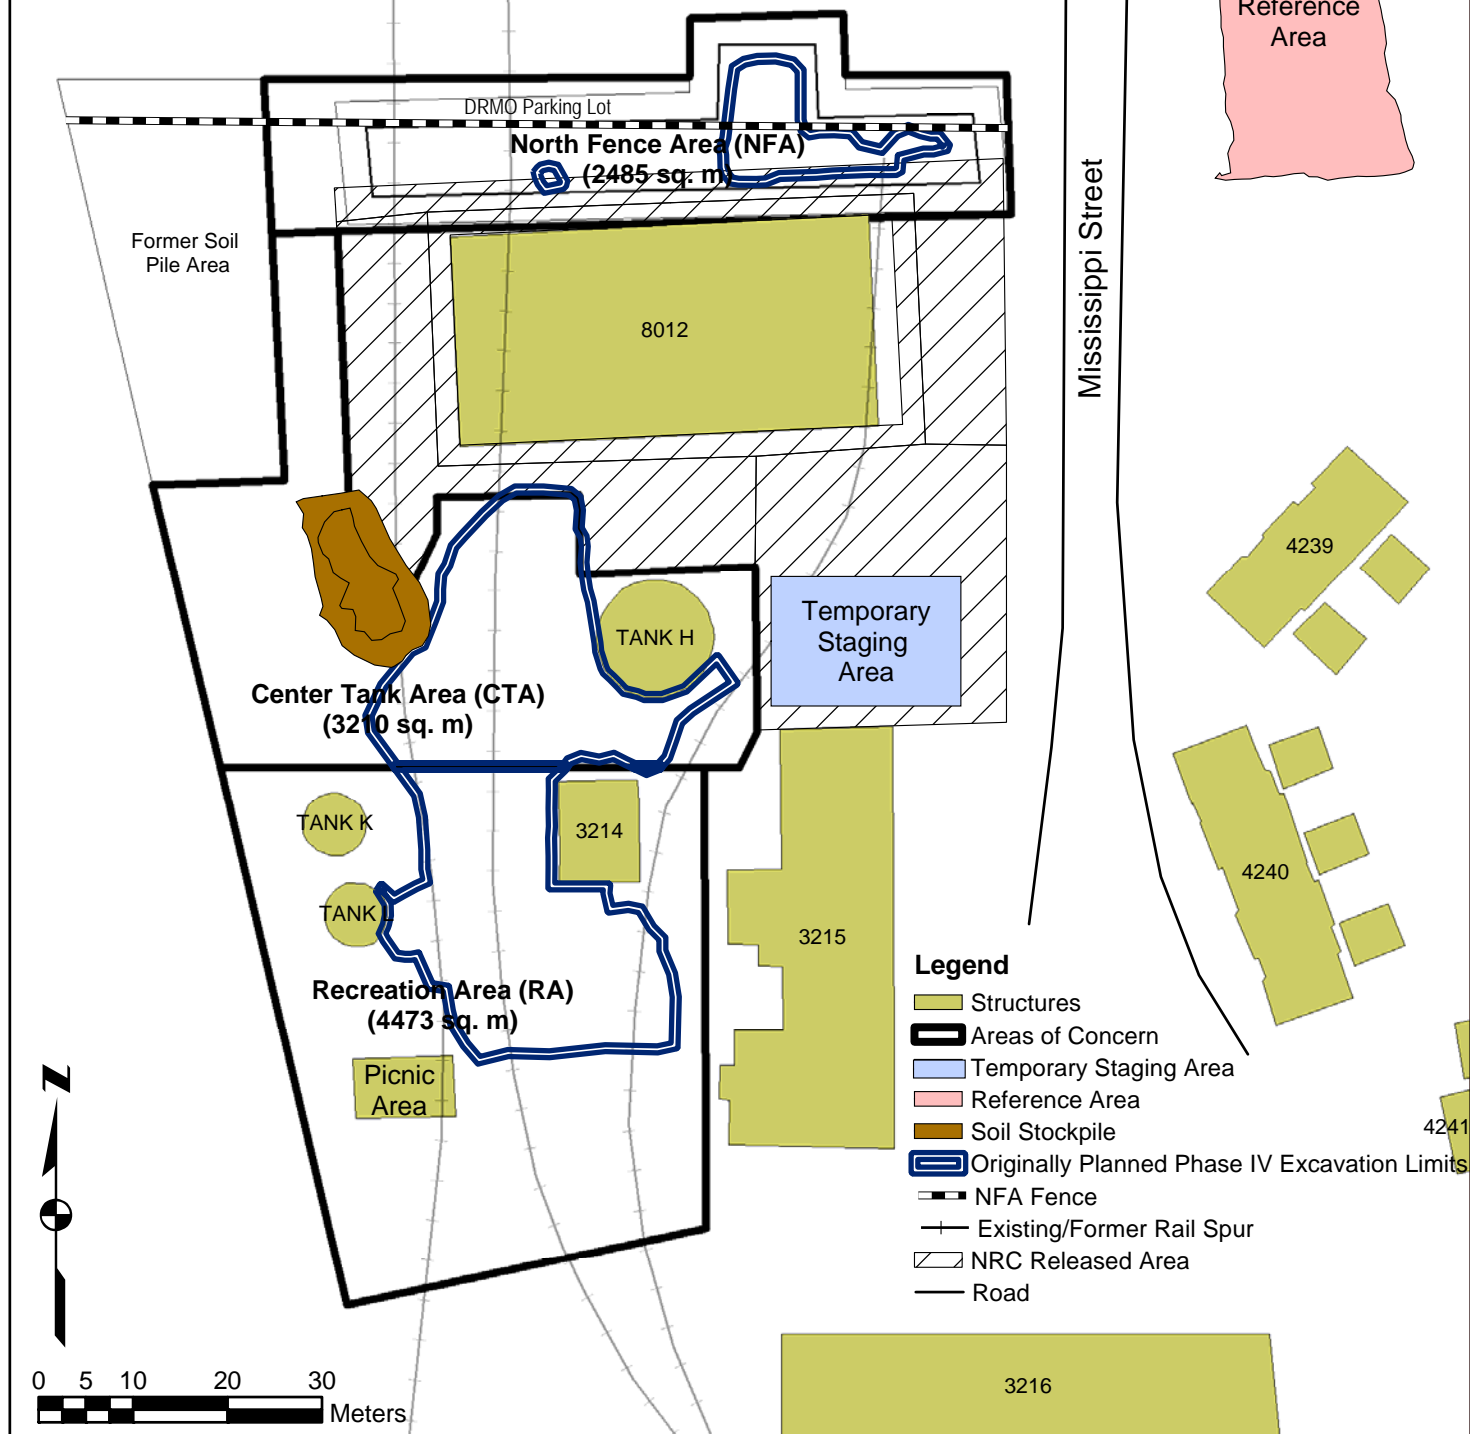 Reference
Area
DRMO Parking Lot
North Fence Area (NFA)
(2485 sq. m)
Former Soil
Pile Area
8012
Mississippi Street
4239
TANK H
Temporary
Staging
Area
Center Tank Area (CTA)
(3210 sq. m)
TANK K
3214
4240
TANK L
3215
Recreation Area (RA)
(4473 sq. m)
Picnic
Area
4241
Legend
Structures
Areas of Concern
Temporary Staging Area
Reference Area
Soil Stockpile
Originally Planned Phase IV Excavation Limits
NFA Fence
Existing/Former Rail Spur
NRC Released Area
Road
N
0 5 10 20 30
Meters
3216